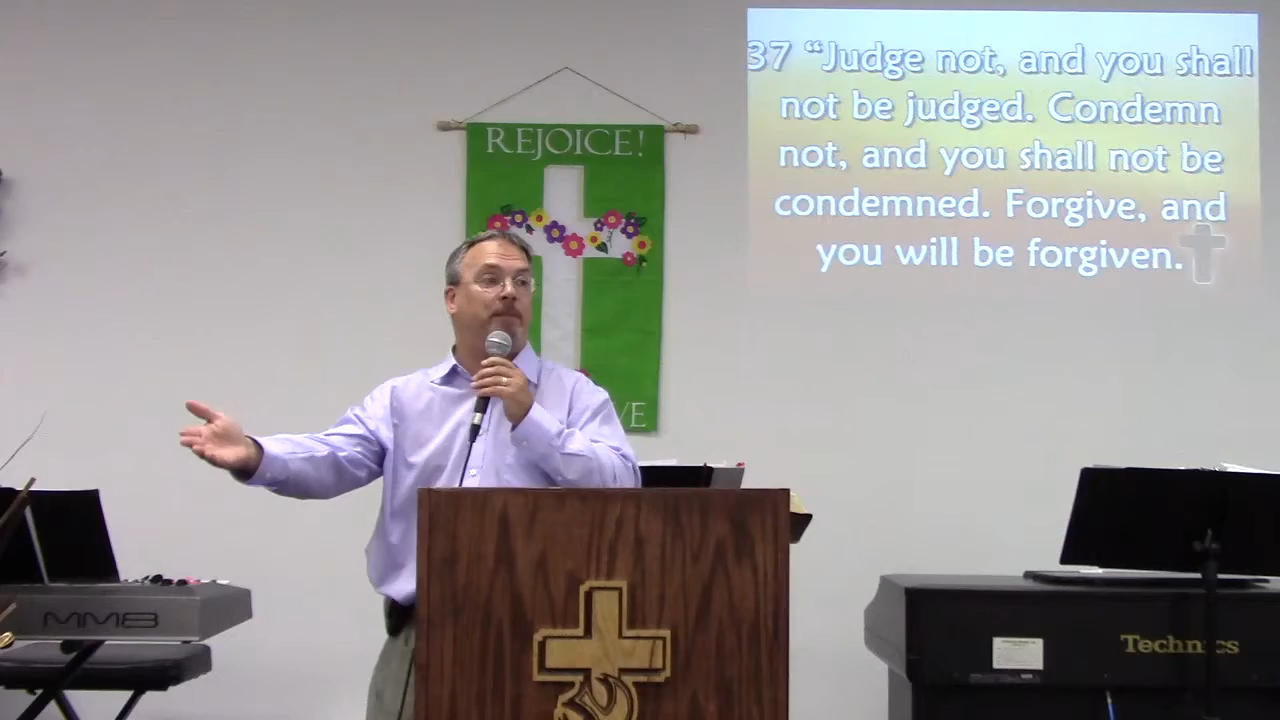 37 “Judge not, and you shall
not be judged. Condemn
not, and you shall not be
condemned. Forgive, and
you will be forgiven.
REJOICE!
MM8
Technics